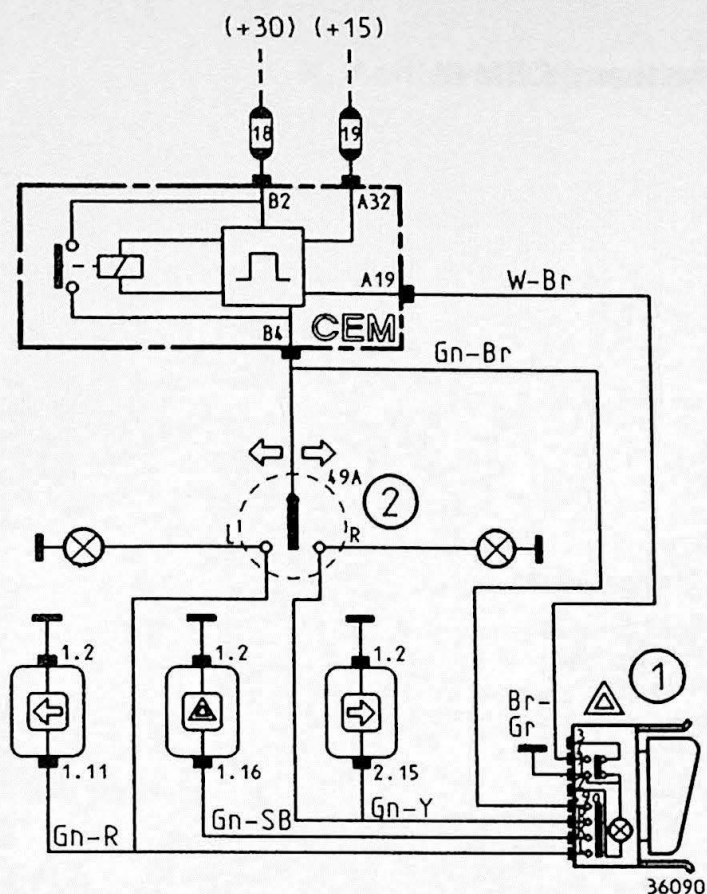 (+30) (+15)
18
19
B2
A32
A19
W-Br
B4
CEM
Gn-Br
49A
2
L
R
1.2
1.2
1.2
1
Br-
Gr
1.11
1.16
2.15
Gn-R
Gn-SB
Gn-Y
36090